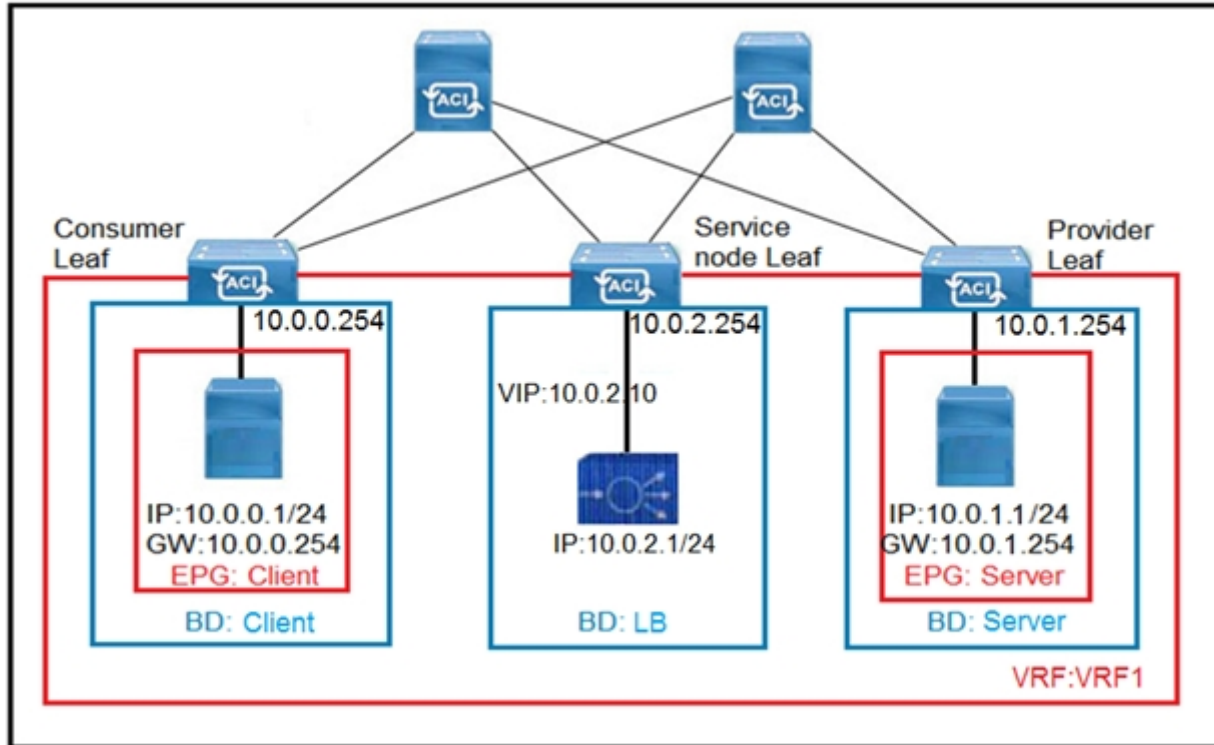 ACI
ACI
Consumer
Leaf
Service
node Leaf
Provider
Leaf
ACI
ACI
ACI
10.0.0.254
10.0.2.254
10.0.1.254
VIP:10.0.2.10
IP:10.0.0.1/24
GW:10.0.0.254
EPG: Client
BD: Client
IP:10.0.2.1/24
BD: LB
IP:10.0.1.1/24
GW:10.0.1.254
EPG: Server
BD: Server
VRF:VRF1